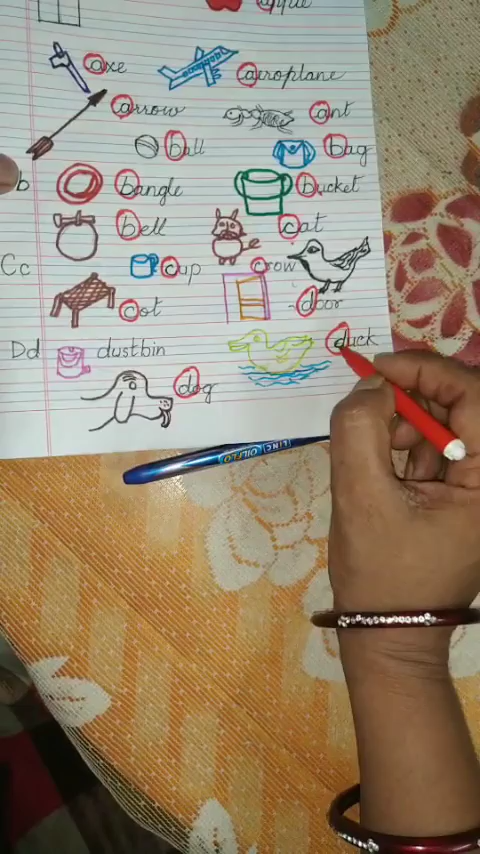 apple
axe aeroplane
arrow ant
ball bag
b bangle bucket
bell cat
Cc cup crow
cot door
Dd dustbin duck
dog
LINC OILFLO